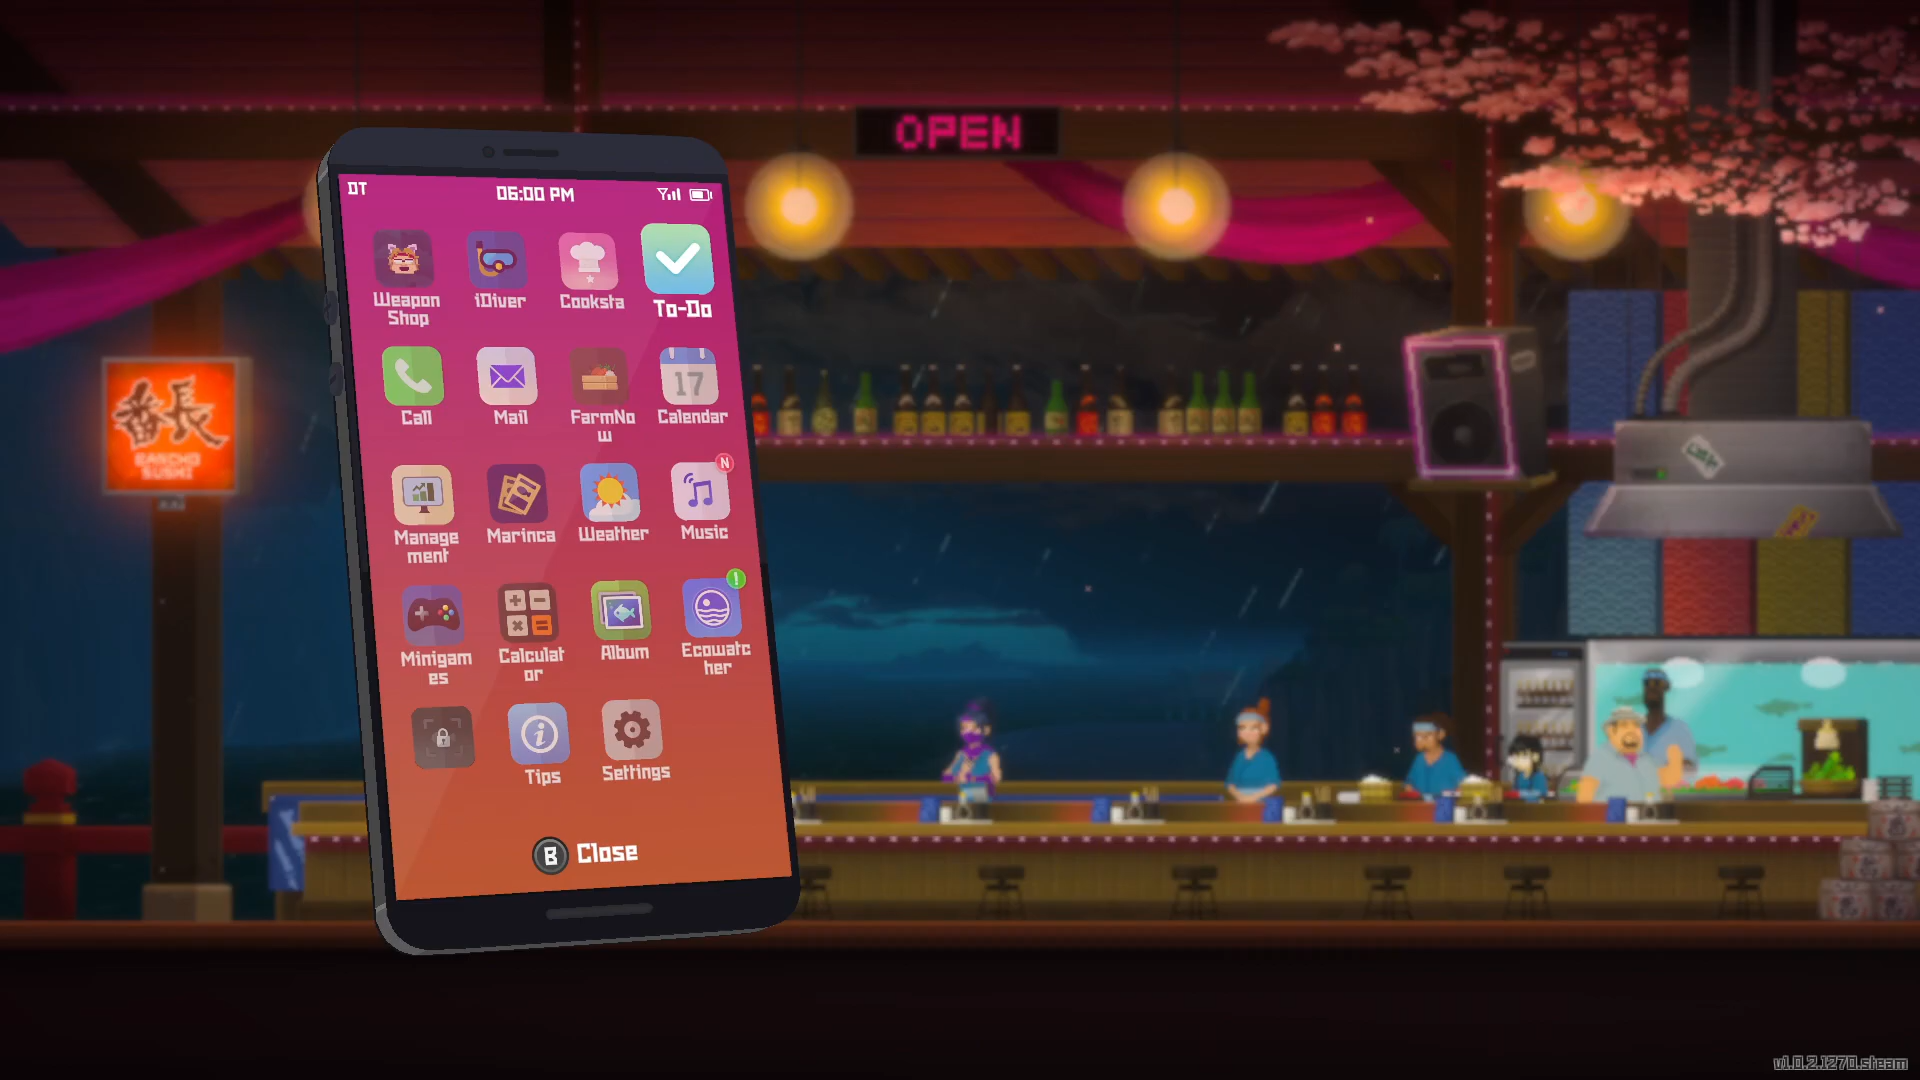 OPEN
DT
06:00 PM
Weapon
Shop
iDiver
Cooksta
To-Do
Call
Mail
FarmNo
w
17
Calendar
Manage
ment
Marinca
Weather
N
Music
Minigam
es
Calculat
or
Album
!
Ecowatc
her
Tips
Settings
B Close
番長
BANCHO
SUSHI
v1.0.2.1270.steam